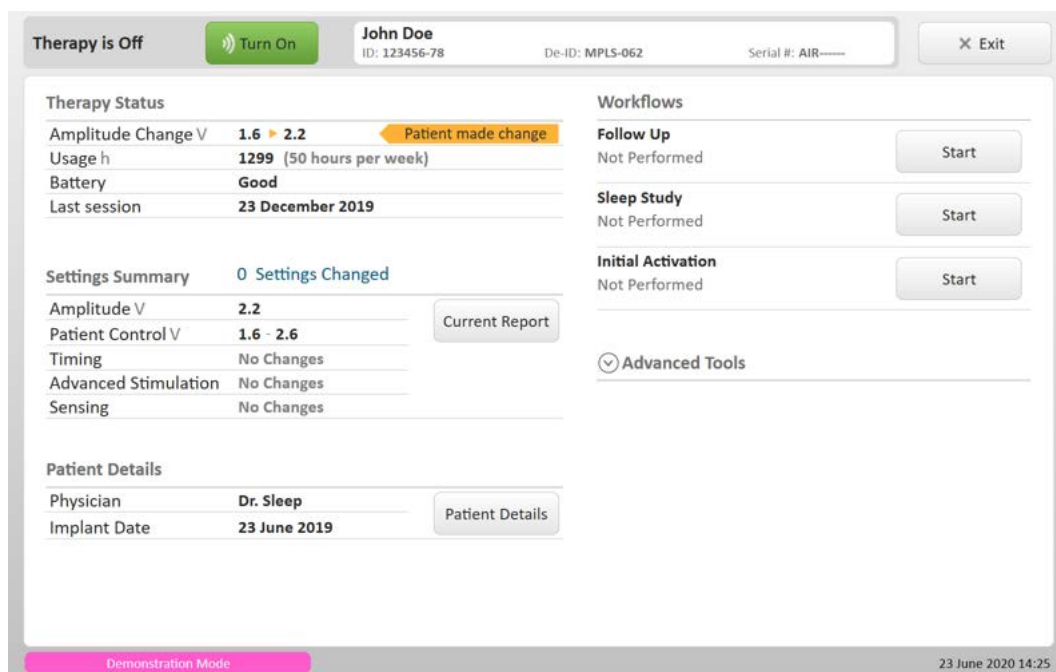 Therapy is Off
Turn On
John Doe
ID: 123456-78 De-ID: MPLS-062 Serial #: AIR------
× Exit
Therapy Status
Amplitude Change V 1.6 ▶ 2.2 Patient made change
Usage h 1299 (50 hours per week)
Battery Good
Last session 23 December 2019
Settings Summary 0 Settings Changed
Amplitude V 2.2
Patient Control V 1.6 - 2.6
Current Report
Timing No Changes
Advanced Stimulation No Changes
Sensing No Changes
Patient Details
Physician Dr. Sleep
Implant Date 23 June 2019
Patient Details
Workflows
Follow Up
Not Performed
Start
Sleep Study
Not Performed
Start
Initial Activation
Not Performed
Start
Advanced Tools
Demonstration Mode
23 June 2020 14:25